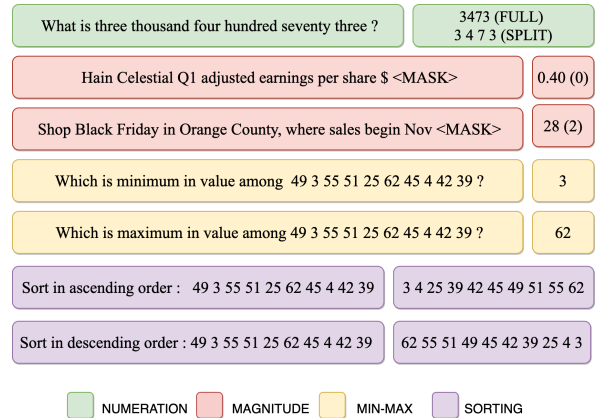 What is three thousand four hundred seventy three ?
3473 (FULL)
3 4 7 3 (SPLIT)
Hain Celestial Q1 adjusted earnings per share $ <MASK>
0.40 (0)
Shop Black Friday in Orange County, where sales begin Nov <MASK>
28 (2)
Which is minimum in value among 49 3 55 51 25 62 45 4 42 39 ?
3
Which is maximum in value among 49 3 55 51 25 62 45 4 42 39 ?
62
Sort in ascending order : 49 3 55 51 25 62 45 4 42 39
3 4 25 39 42 45 49 51 55 62
Sort in descending order : 49 3 55 51 25 62 45 4 42 39
62 55 51 49 45 42 39 25 4 3
NUMERATION
MAGNITUDE
MIN-MAX
SORTING